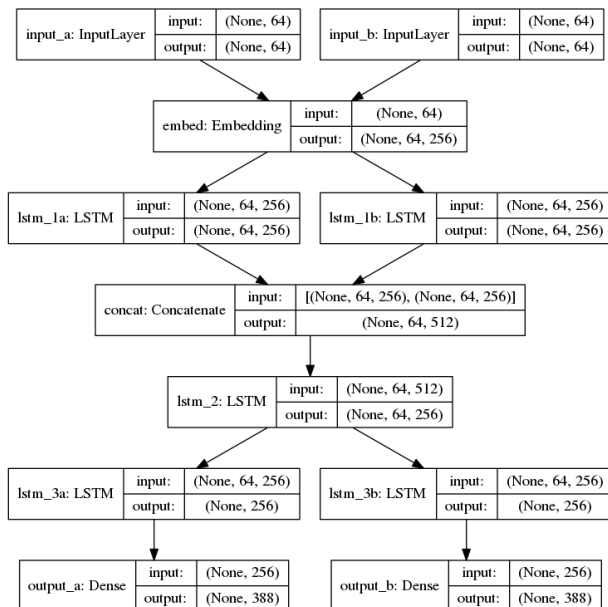 input_a: InputLayer input: (None, 64) output: (None, 64)
input_b: InputLayer input: (None, 64) output: (None, 64)
embed: Embedding input: (None, 64) output: (None, 64, 256)
lstm_1a: LSTM input: (None, 64, 256) output: (None, 64, 256)
lstm_1b: LSTM input: (None, 64, 256) output: (None, 64, 256)
concat: Concatenate input: [(None, 64, 256), (None, 64, 256)] output: (None, 64, 512)
lstm_2: LSTM input: (None, 64, 512) output: (None, 64, 256)
lstm_3a: LSTM input: (None, 64, 256) output: (None, 256)
lstm_3b: LSTM input: (None, 64, 256) output: (None, 256)
output_a: Dense input: (None, 256) output: (None, 388)
output_b: Dense input: (None, 256) output: (None, 388)